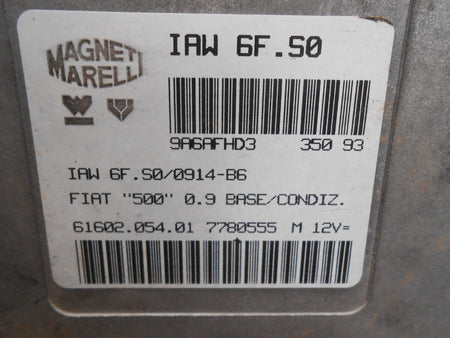 MAGNETI
MARELLI
IAW 6F.S0
9A6AFHD3 350 93
IAW 6F.S0/0914-B6
FIAT "500" 0.9 BASE/CONDIZ.
61602.054.01 7780555 M 12V=